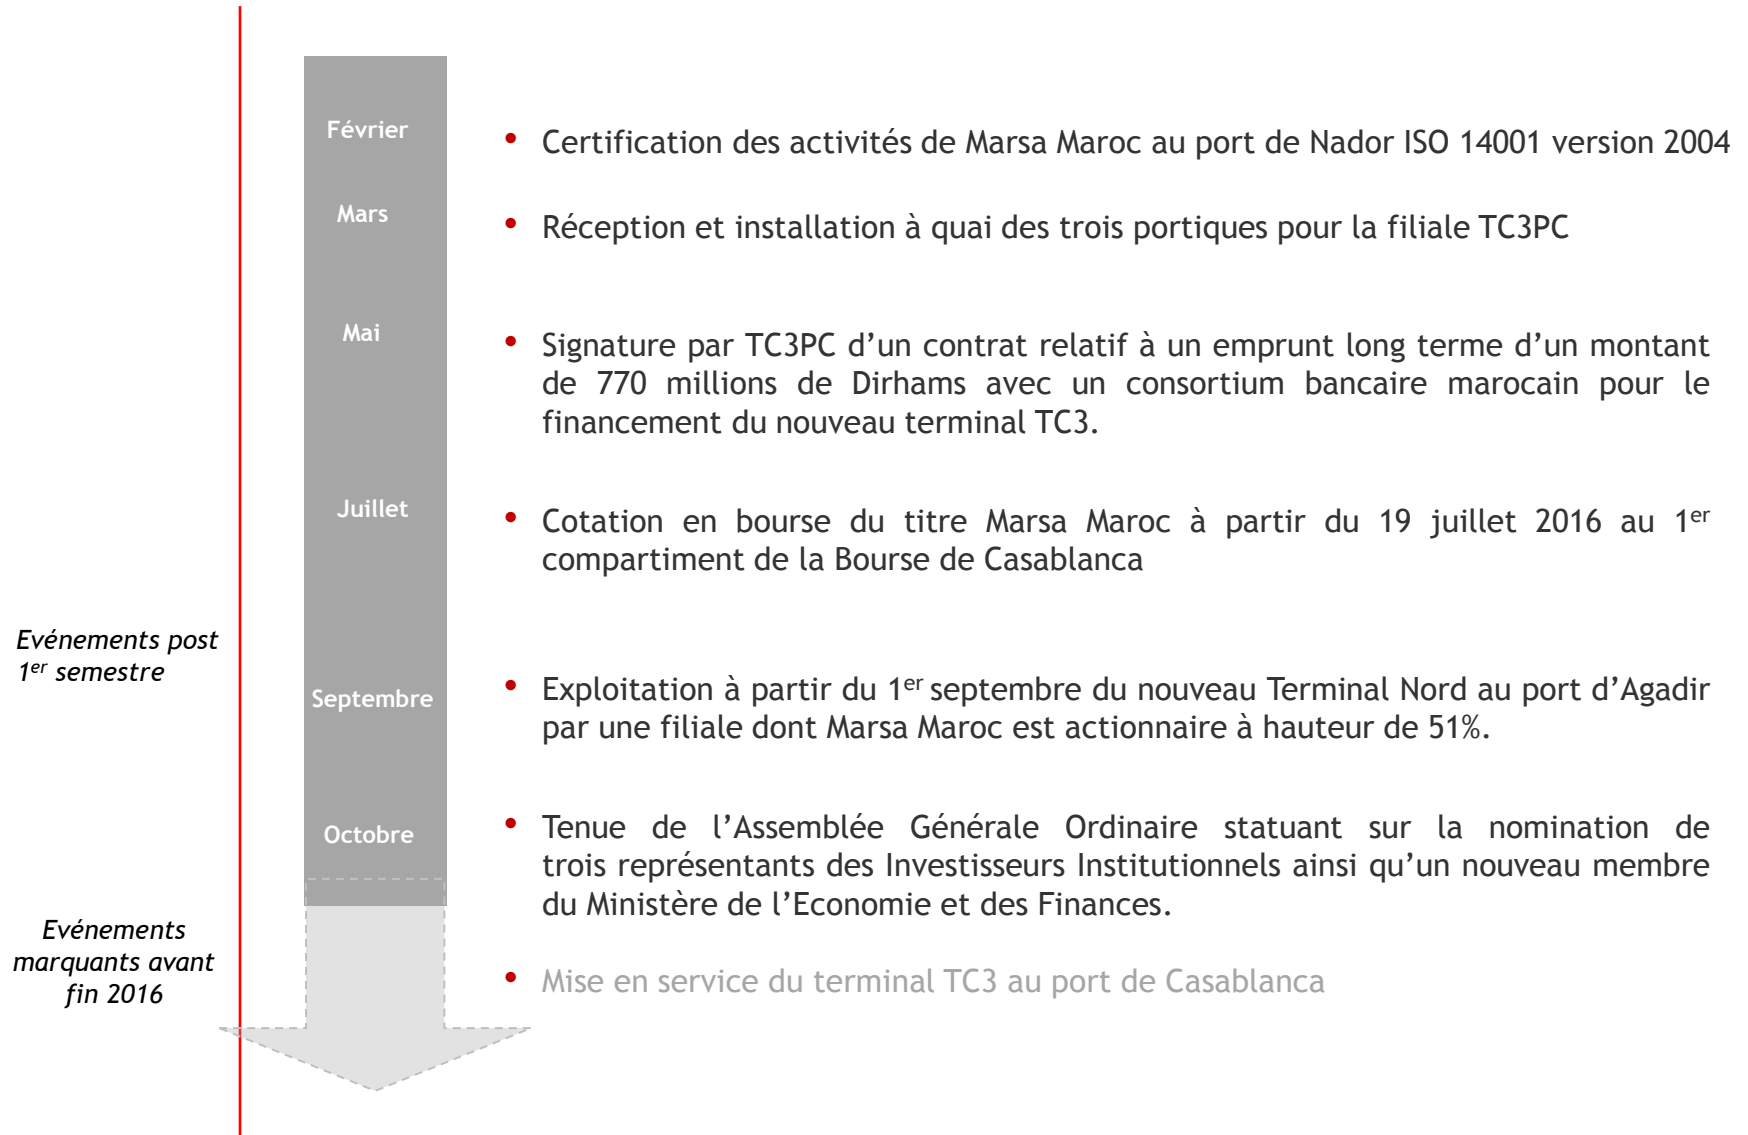 Février
• Certification des activités de Marsa Maroc au port de Nador ISO 14001 version 2004
Mars
• Réception et installation à quai des trois portiques pour la filiale TC3PC
Mai
• Signature par TC3PC d’un contrat relatif à un emprunt long terme d’un montant
de 770 millions de Dirhams avec un consortium bancaire marocain pour le
financement du nouveau terminal TC3.
Juillet
• Cotation en bourse du titre Marsa Maroc à partir du 19 juillet 2016 au 1er
compartiment de la Bourse de Casablanca
Evénements post
1er semestre
Septembre
• Exploitation à partir du 1er septembre du nouveau Terminal Nord au port d’Agadir
par une filiale dont Marsa Maroc est actionnaire à hauteur de 51%.
Octobre
• Tenue de l’Assemblée Générale Ordinaire statuant sur la nomination de
trois représentants des Investisseurs Institutionnels ainsi qu’un nouveau membre
du Ministère de l’Economie et des Finances.
Evénements
marquants avant
fin 2016
• Mise en service du terminal TC3 au port de Casablanca